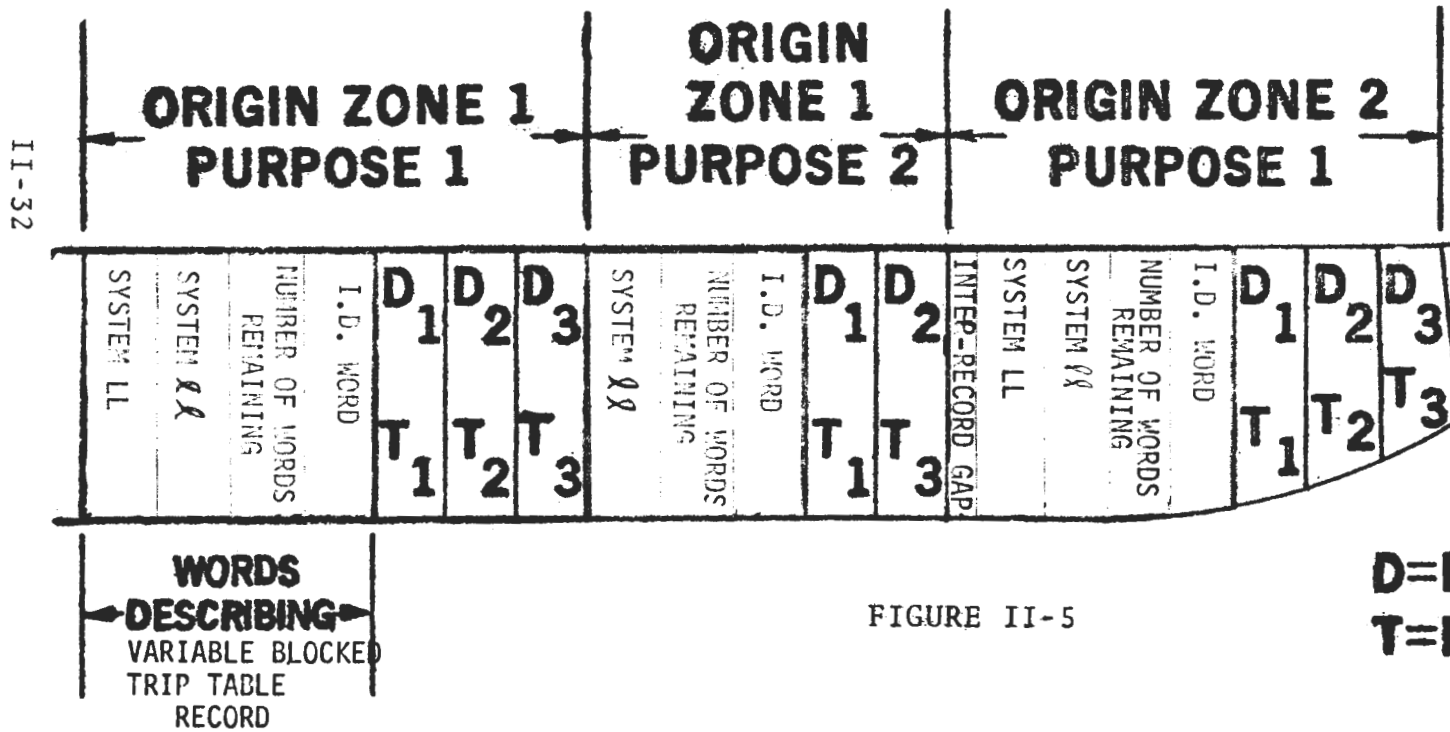 II-32
ORIGIN ZONE 1
PURPOSE 1
ORIGIN
ZONE 1
PURPOSE 2
ORIGIN ZONE 2
PURPOSE 1
SYSTEM LL
SYSTEM ll
NUMBER OF WORDS
REMAINING
I.D. WORD
D1
T1
D2
T2
D3
T3
SYSTEM ll
NUMBER OF WORDS
REMAINING
I.D. WORD
D1
T1
D2
T3
INTER-RECORD GAP
SYSTEM LL
SYSTEM ll
NUMBER OF WORDS
REMAINING
I.D. WORD
D1
T1
D2
T2
D3
T3
WORDS
DESCRIBING
VARIABLE BLOCKED
TRIP TABLE
RECORD
FIGURE II-5
D=
T=